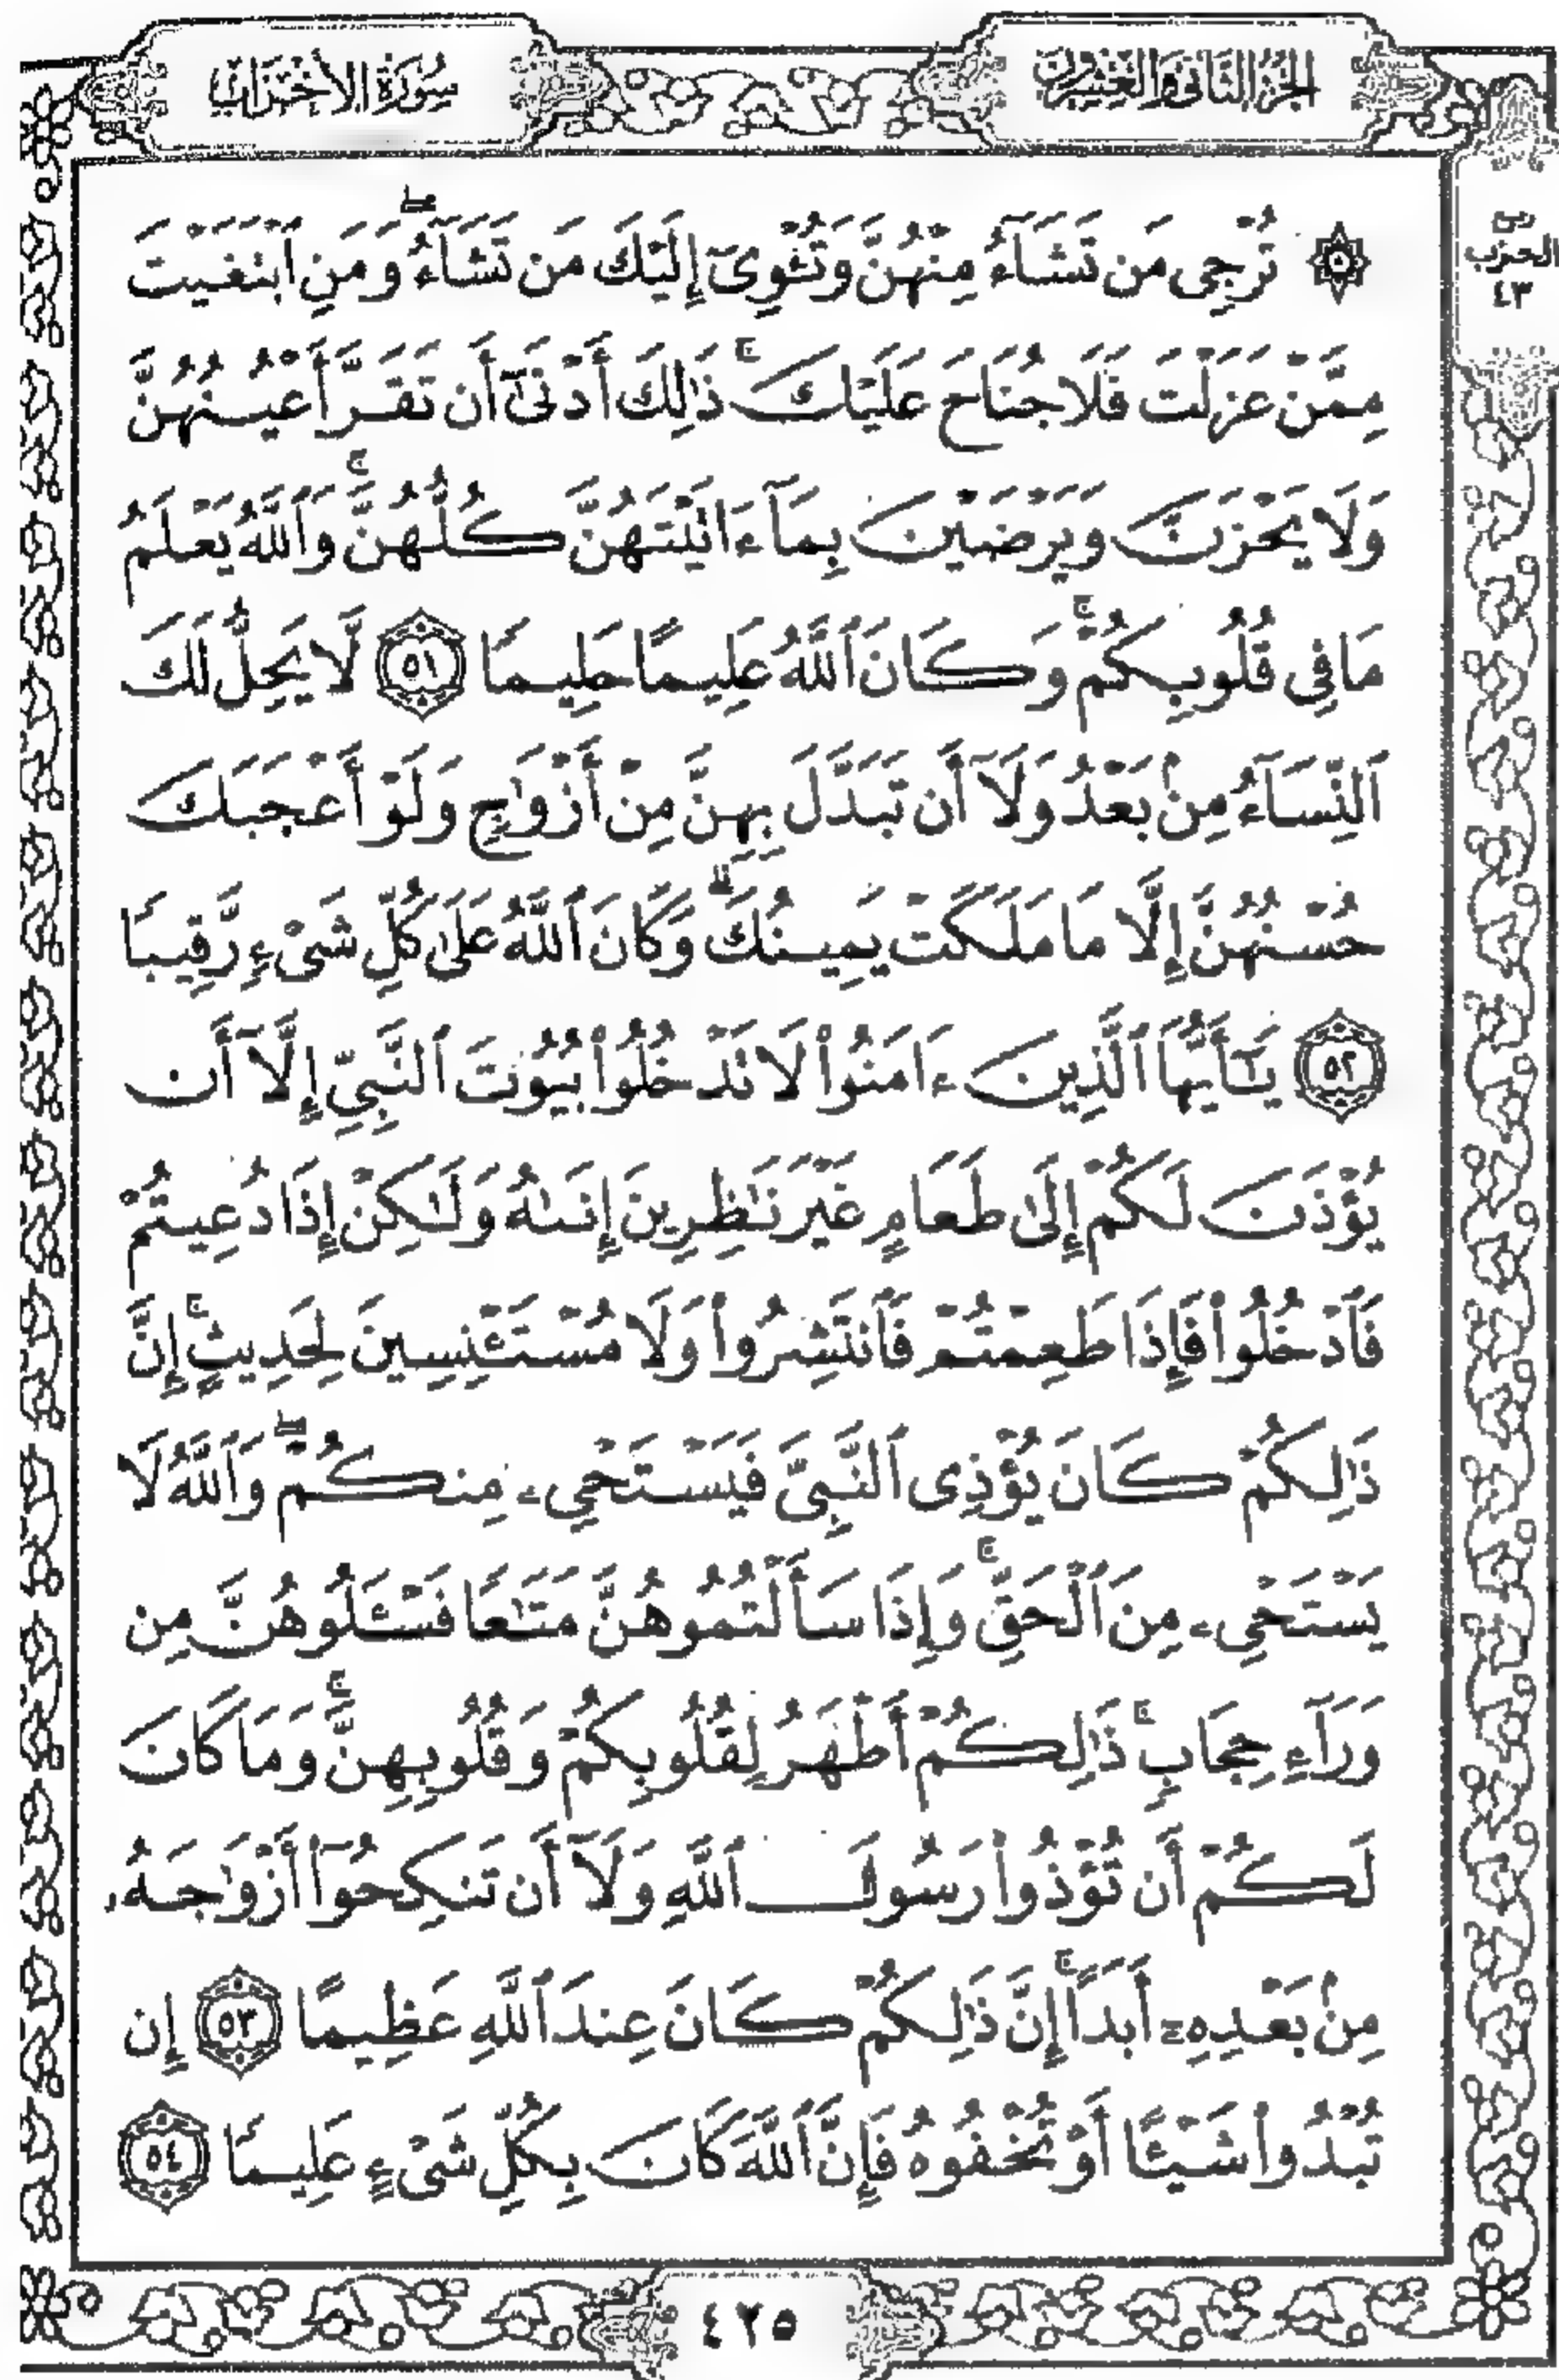 الجزء الثاني والعشرون
سورة الأحزاب
ربع
الحزب
٤٣
۞ تُرْجِى مَن تَشَآءُ مِنْهُنَّ وَتُـْٔوِىٓ إِلَيْكَ مَن تَشَآءُ ۖ وَمَنِ ٱبْتَغَيْتَ
مِمَّنْ عَزَلْتَ فَلَا جُنَاحَ عَلَيْكَ ۚ ذَٰلِكَ أَدْنَىٰٓ أَن تَقَرَّ أَعْيُنُهُنَّ
وَلَا يَحْزَنَّ وَيَرْضَيْنَ بِمَآ ءَاتَيْتَهُنَّ كُلُّهُنَّ ۚ وَٱللَّهُ يَعْلَمُ
مَا فِى قُلُوبِكُمْ ۚ وَكَانَ ٱللَّهُ عَلِيمًا حَلِيمًا ٥١ لَّا يَحِلُّ لَكَ
ٱلنِّسَآءُ مِنۢ بَعْدُ وَلَآ أَن تَبَدَّلَ بِهِنَّ مِنْ أَزْوَٰجٍ وَلَوْ أَعْجَبَكَ
حُسْنُهُنَّ إِلَّا مَا مَلَكَتْ يَمِينُكَ ۗ وَكَانَ ٱللَّهُ عَلَىٰ كُلِّ شَىْءٍ رَّقِيبًا
٥٢ يَـٰٓأَيُّهَا ٱلَّذِينَ ءَامَنُوا۟ لَا تَدْخُلُوا۟ بُيُوتَ ٱلنَّبِىِّ إِلَّآ أَن
يُؤْذَنَ لَكُمْ إِلَىٰ طَعَامٍ غَيْرَ نَـٰظِرِينَ إِنَىٰهُ وَلَـٰكِنْ إِذَا دُعِيتُمْ
فَٱدْخُلُوا۟ فَإِذَا طَعِمْتُمْ فَٱنتَشِرُوا۟ وَلَا مُسْتَـْٔنِسِينَ لِحَدِيثٍ ۚ إِنَّ
ذَٰلِكُمْ كَانَ يُؤْذِى ٱلنَّبِىَّ فَيَسْتَحْىِۦ مِنكُمْ ۖ وَٱللَّهُ لَا
يَسْتَحْىِۦ مِنَ ٱلْحَقِّ ۚ وَإِذَا سَأَلْتُمُوهُنَّ مَتَـٰعًا فَسْـَٔلُوهُنَّ مِن
وَرَآءِ حِجَابٍ ۚ ذَٰلِكُمْ أَطْهَرُ لِقُلُوبِكُمْ وَقُلُوبِهِنَّ ۚ وَمَا كَانَ
لَكُمْ أَن تُؤْذُوا۟ رَسُولَ ٱللَّهِ وَلَآ أَن تَنكِحُوٓا۟ أَزْوَٰجَهُۥ
مِنۢ بَعْدِهِۦٓ أَبَدًا ۚ إِنَّ ذَٰلِكُمْ كَانَ عِندَ ٱللَّهِ عَظِيمًا ٥٣ إِن
تُبْدُوا۟ شَيْـًٔا أَوْ تُخْفُوهُ فَإِنَّ ٱللَّهَ كَانَ بِكُلِّ شَىْءٍ عَلِيمًا ٥٤
٤٢٥